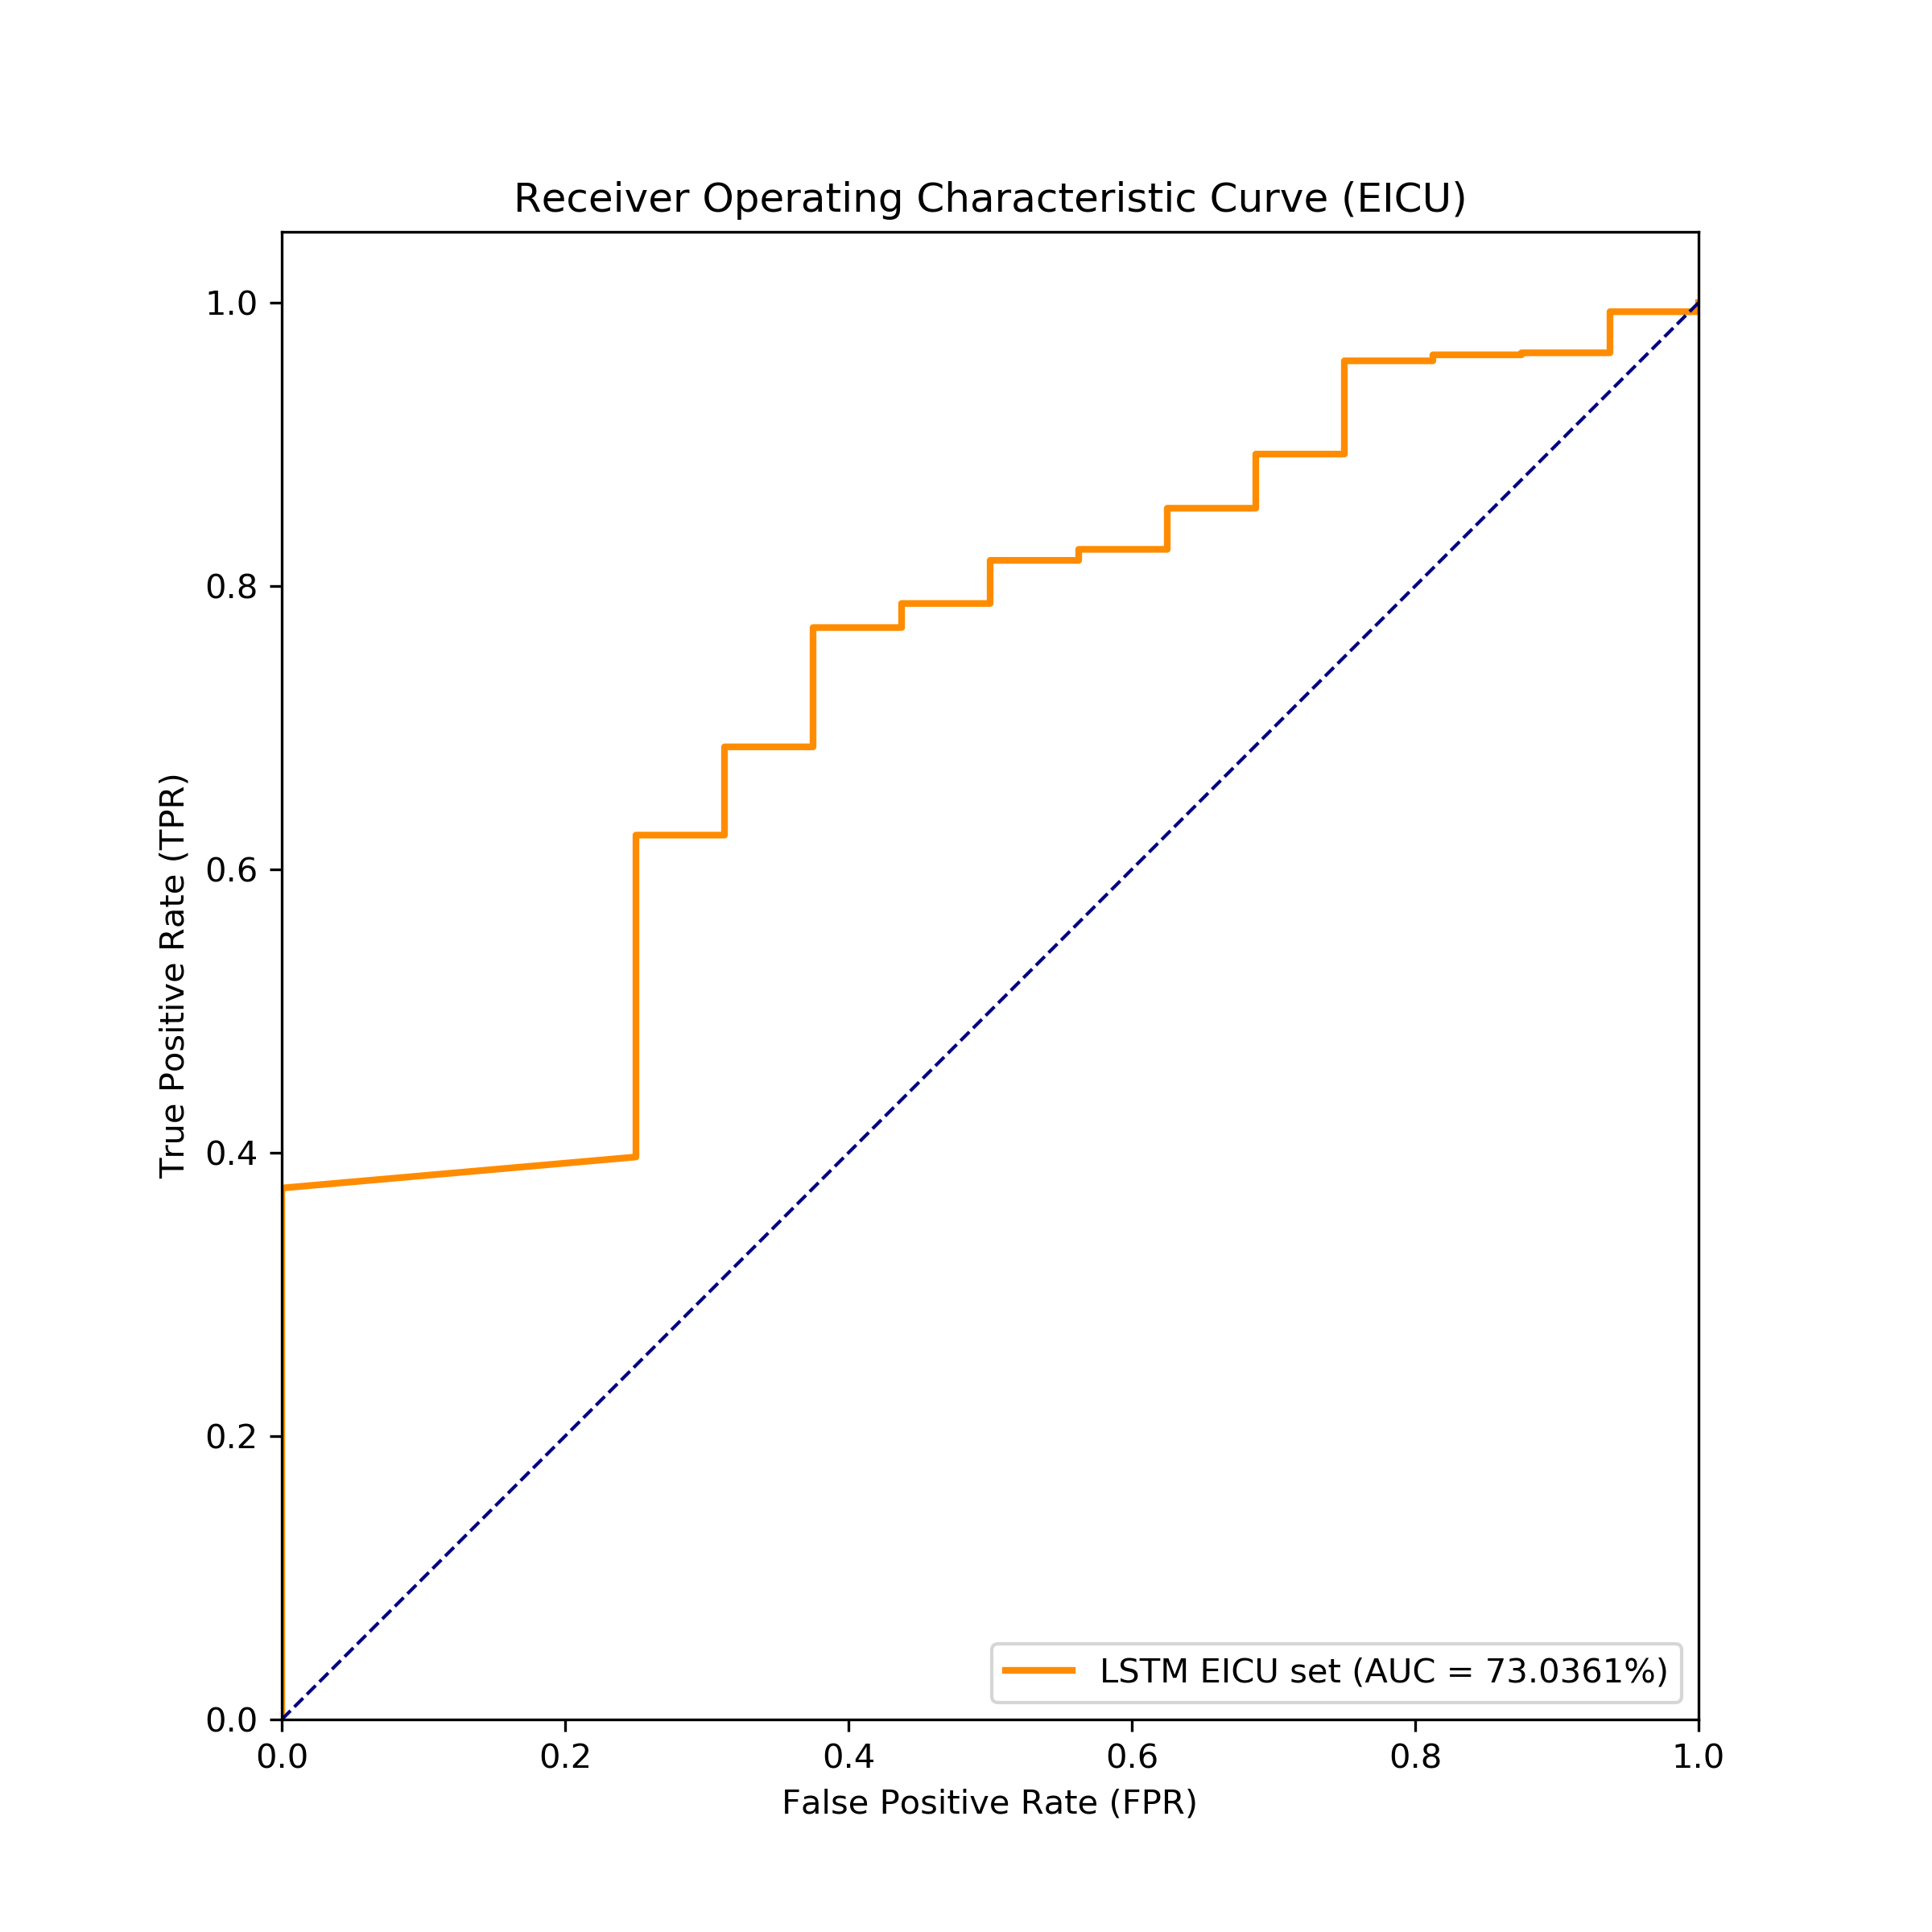 Receiver Operating Characteristic Curve (EICU)
1.0
0.8
0.6
0.4
0.2
0.0
True Positive Rate (TPR)
LSTM EICU set (AUC = 73.0361%)
0.0 0.2 0.4 0.6 0.8 1.0
False Positive Rate (FPR)